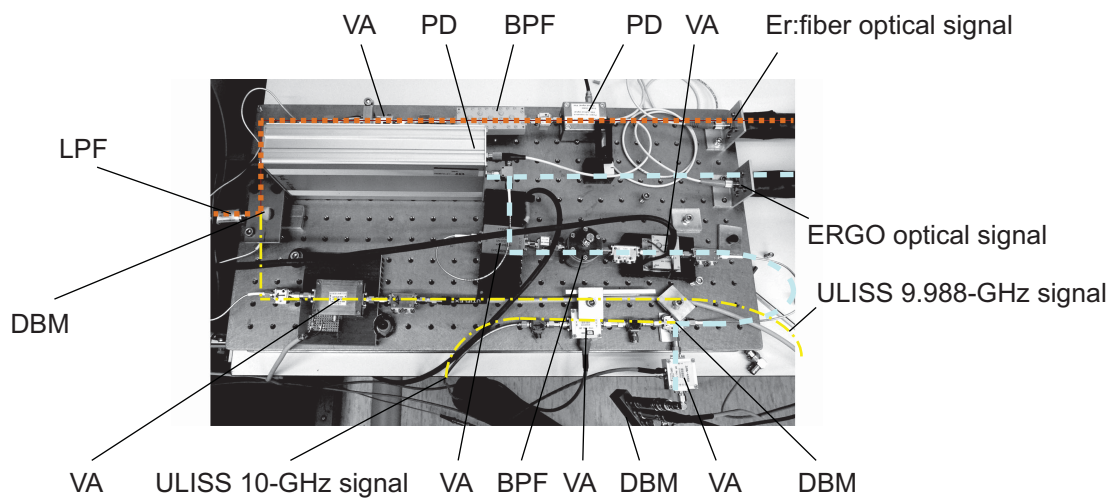 VA PD BPF PD VA Er:fiber optical signal
LPF
ERGO optical signal
ULISS 9.988-GHz signal
DBM
VA ULISS 10-GHz signal VA BPF VA DBM VA DBM